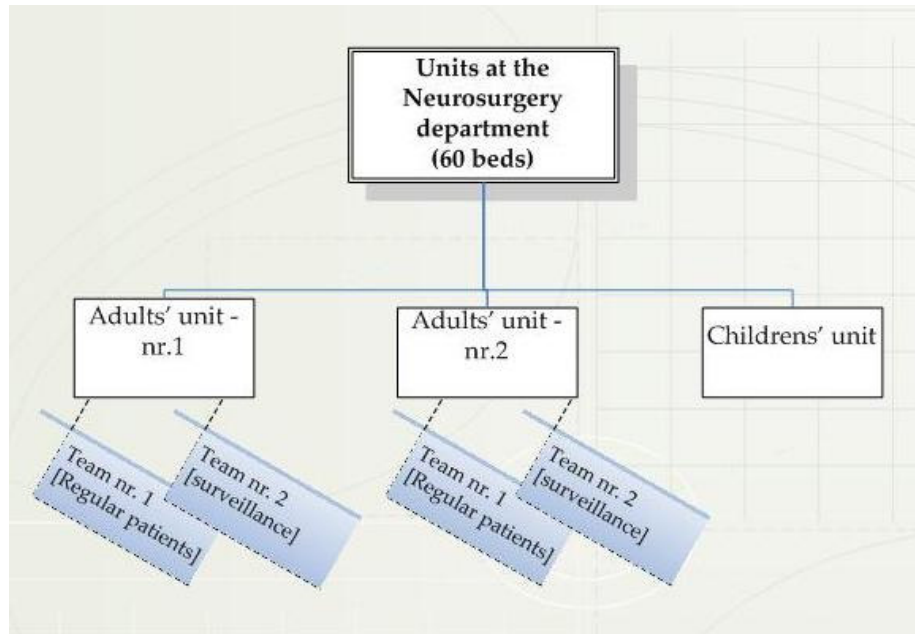 Units at the
Neurosurgery
department
(60 beds)
Adults’ unit -
nr.1
Adults’ unit -
nr.2
Childrens’ unit
Team nr. 1
[Regular patients]
Team nr. 2
[surveillance]
Team nr. 1
[Regular patients]
Team nr. 2
[surveillance]